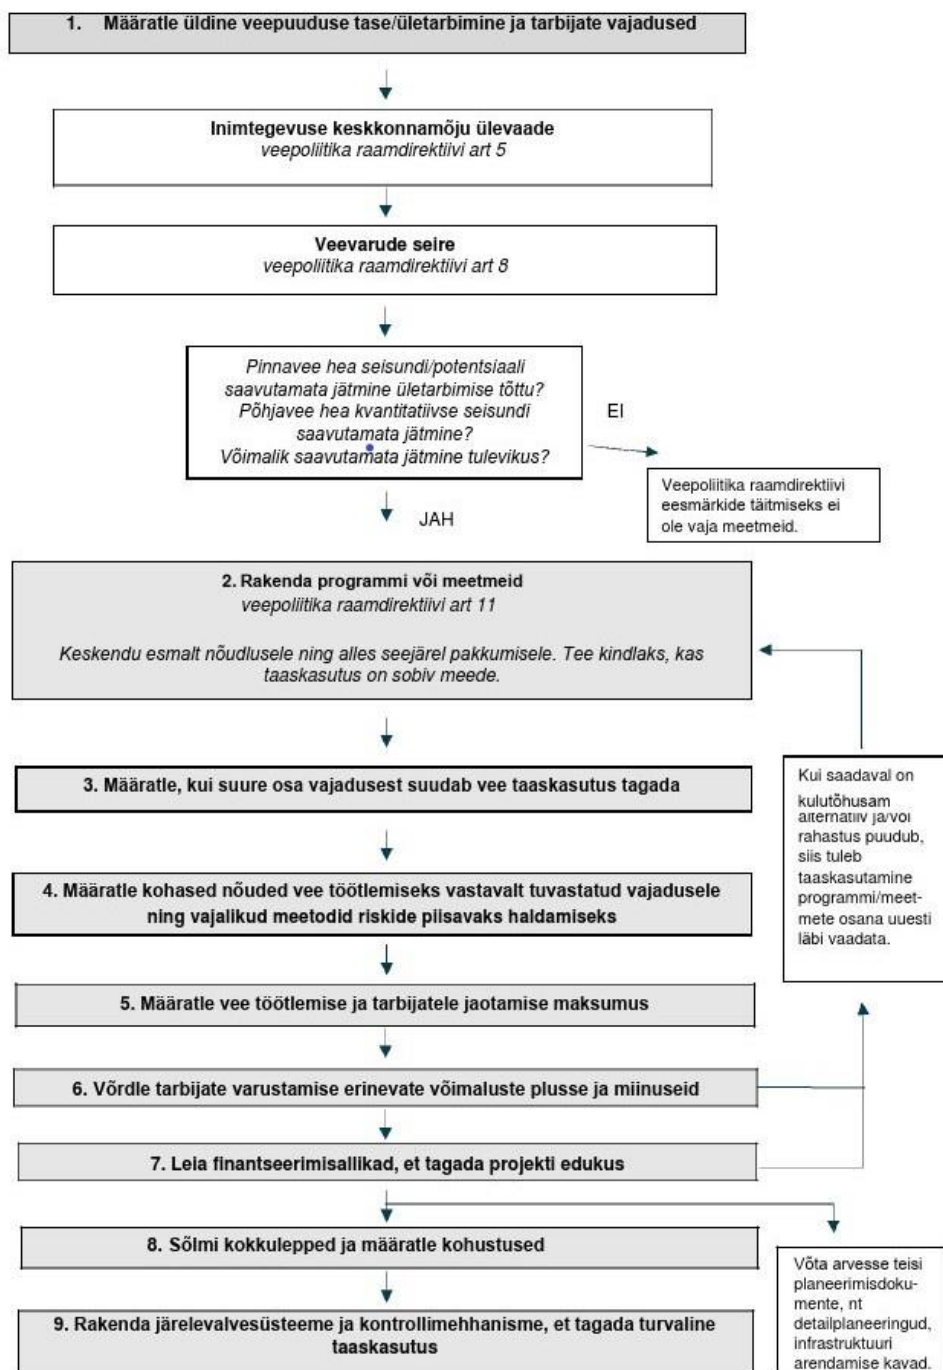 1. Määratle üldine veepuuduse tase/ületarbimine ja tarbijate vajadused
Inimtegevuse keskkonnamõju ülevaade
veepoliitika raamdirektiivi art 5
Veevarude seire
veepoliitika raamdirektiivi art 8
Pinnavee hea seisundi/potentsiaali
saavutamata jätmine ületarbimise tõttu?
Põhjavee hea kvantitatiivse seisundi
saavutamata jätmine?
Võimalik saavutamata jätmine tulevikus?
EI
Veepoliitika raamdirektiivi
eesmärkide täitmiseks ei
ole vaja meetmeid.
JAH
2. Rakenda programmi või meetmeid
veepoliitika raamdirektiivi art 11
Keskendu esmalt nõudlusele ning alles seejärel pakkumisele. Tee kindlaks, kas
taaskasutus on sobiv meede.
3. Määratle, kui suure osa vajadusest suudab vee taaskasutus tagada
Kui saadaval on
kulutõhusam
alternatiiv ja/või
rahastus puudub,
siis tuleb
taaskasutamine
programmi/meet-
mete osana uuesti
läbi vaadata.
4. Määratle kohased nõuded vee töötlemiseks vastavalt tuvastatud vajadusele
ning vajalikud meetodid riskide piisavaks haldamiseks
5. Määratle vee töötlemise ja tarbijatele jaotamise maksumus
6. Võrdle tarbijate varustamise erinevate võimaluste plusse ja miinuseid
7. Leia finantseerimisallikad, et tagada projekti edukus
8. Sõlmi kokkulepped ja määratle kohustused
Võta arvesse teisi
planeerimisdoku-
mente, nt
detailplaneeringud,
infrastruktuuri
arendamise kavad.
9. Rakenda järelevalvesüsteeme ja kontrollimehhanisme, et tagada turvaline
taaskasutus